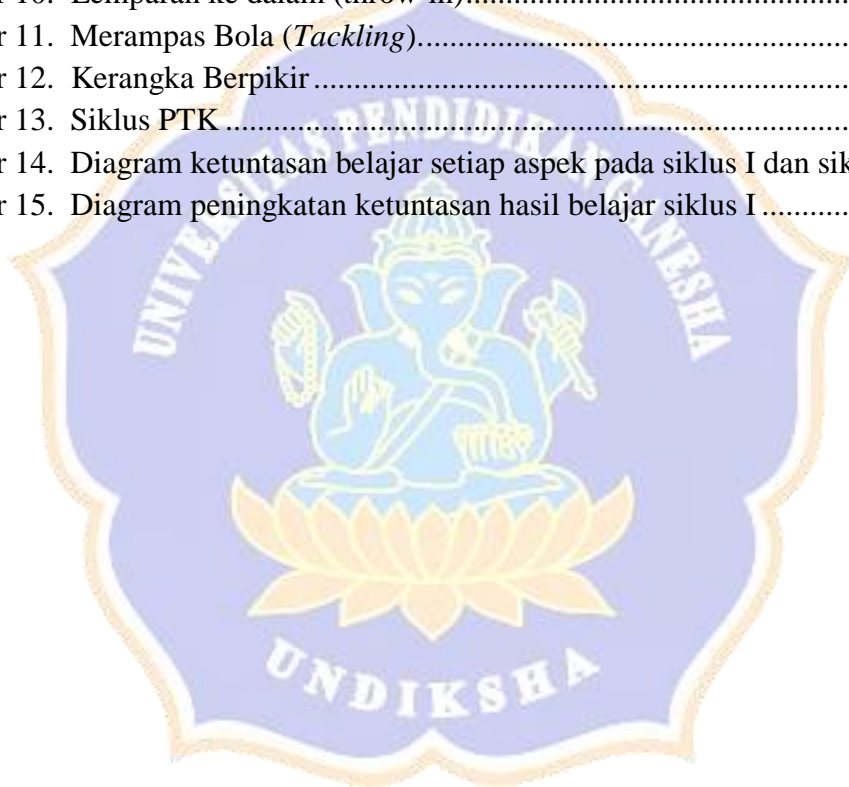 r 10. Lemparan ke dalam (throw-in)..............................................
r 11. Merampas Bola (Tackling).....................................................
r 12. Kerangka Berpikir..................................................................
r 13. Siklus PTK.............................................................................
r 14. Diagram ketuntasan belajar setiap aspek pada siklus I dan sik
r 15. Diagram peningkatan ketuntasan hasil belajar siklus I...........
UNIVERSITAS PENDIDIKAN GANESHA
UNDIKSHA